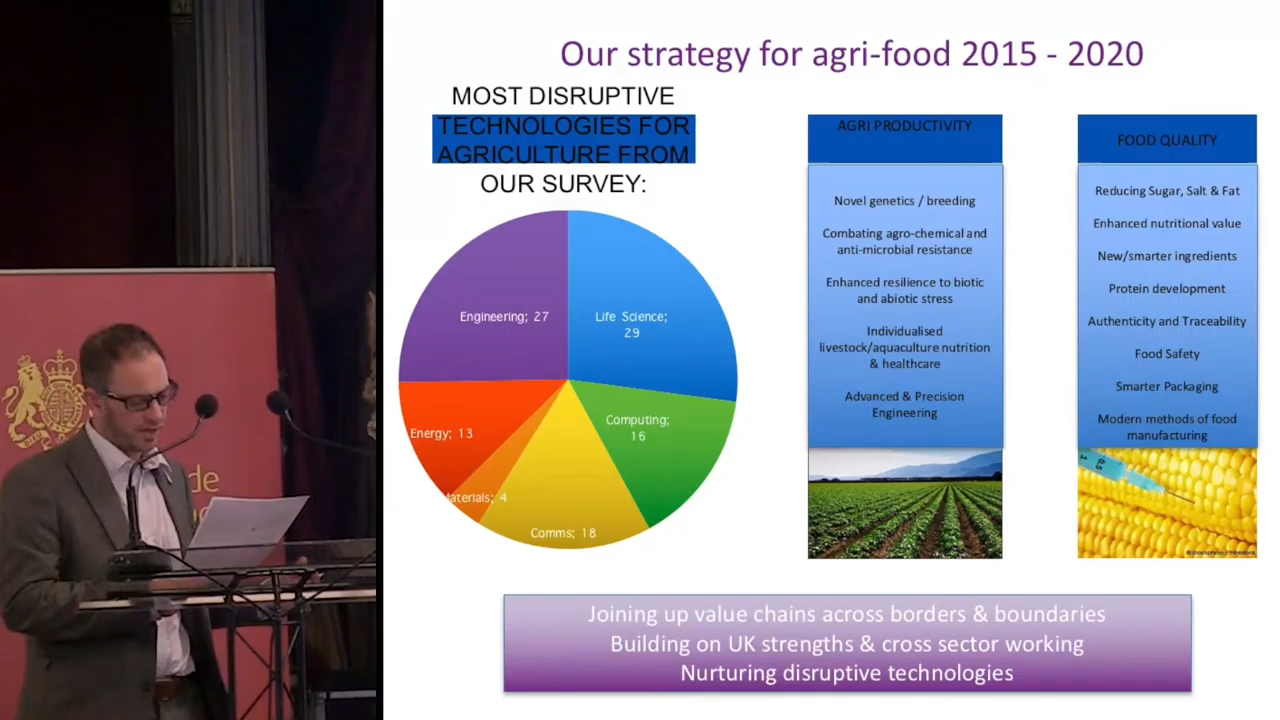 Our strategy for agri-food 2015 - 2020
MOST DISRUPTIVE
TECHNOLOGIES FOR
AGRICULTURE FROM
OUR SURVEY:
Engineering; 27
Life Science;
29
Computing;
16
Energy; 13
Materials; 4
Comms; 18
AGRI PRODUCTIVITY
Novel genetics / breeding
Combating agro-chemical and
anti-microbial resistance
Enhanced resilience to biotic
and abiotic stress
Individualised
livestock/aquaculture nutrition
& healthcare
Advanced & Precision
Engineering
FOOD QUALITY
Reducing Sugar, Salt & Fat
Enhanced nutritional value
New/smarter ingredients
Protein development
Authenticity and Traceability
Food Safety
Smarter Packaging
Modern methods of food
manufacturing
1
0.5
Joining up value chains across borders & boundaries
Building on UK strengths & cross sector working
Nurturing disruptive technologies